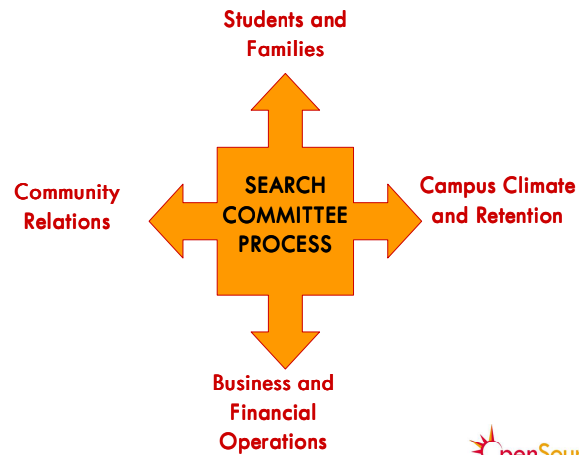 Students and
Families
Community
Relations
SEARCH
COMMITTEE
PROCESS
Campus Climate
and Retention
Business and
Financial
Operations